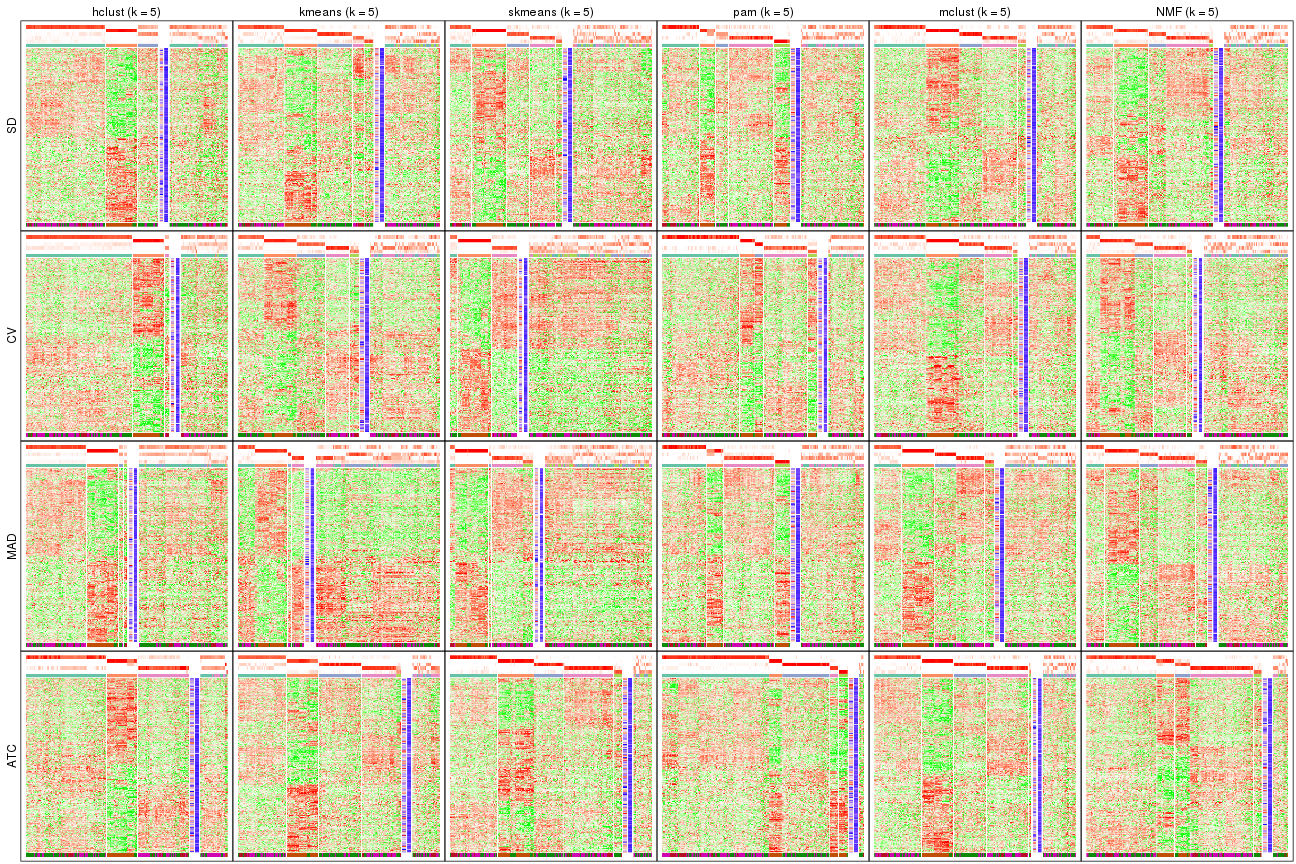 hclust (k = 5) kmeans (k = 5) skmeans (k = 5) pam (k = 5) mclust (k = 5) NMF (k = 5)
SD
CV
MAD
ATC